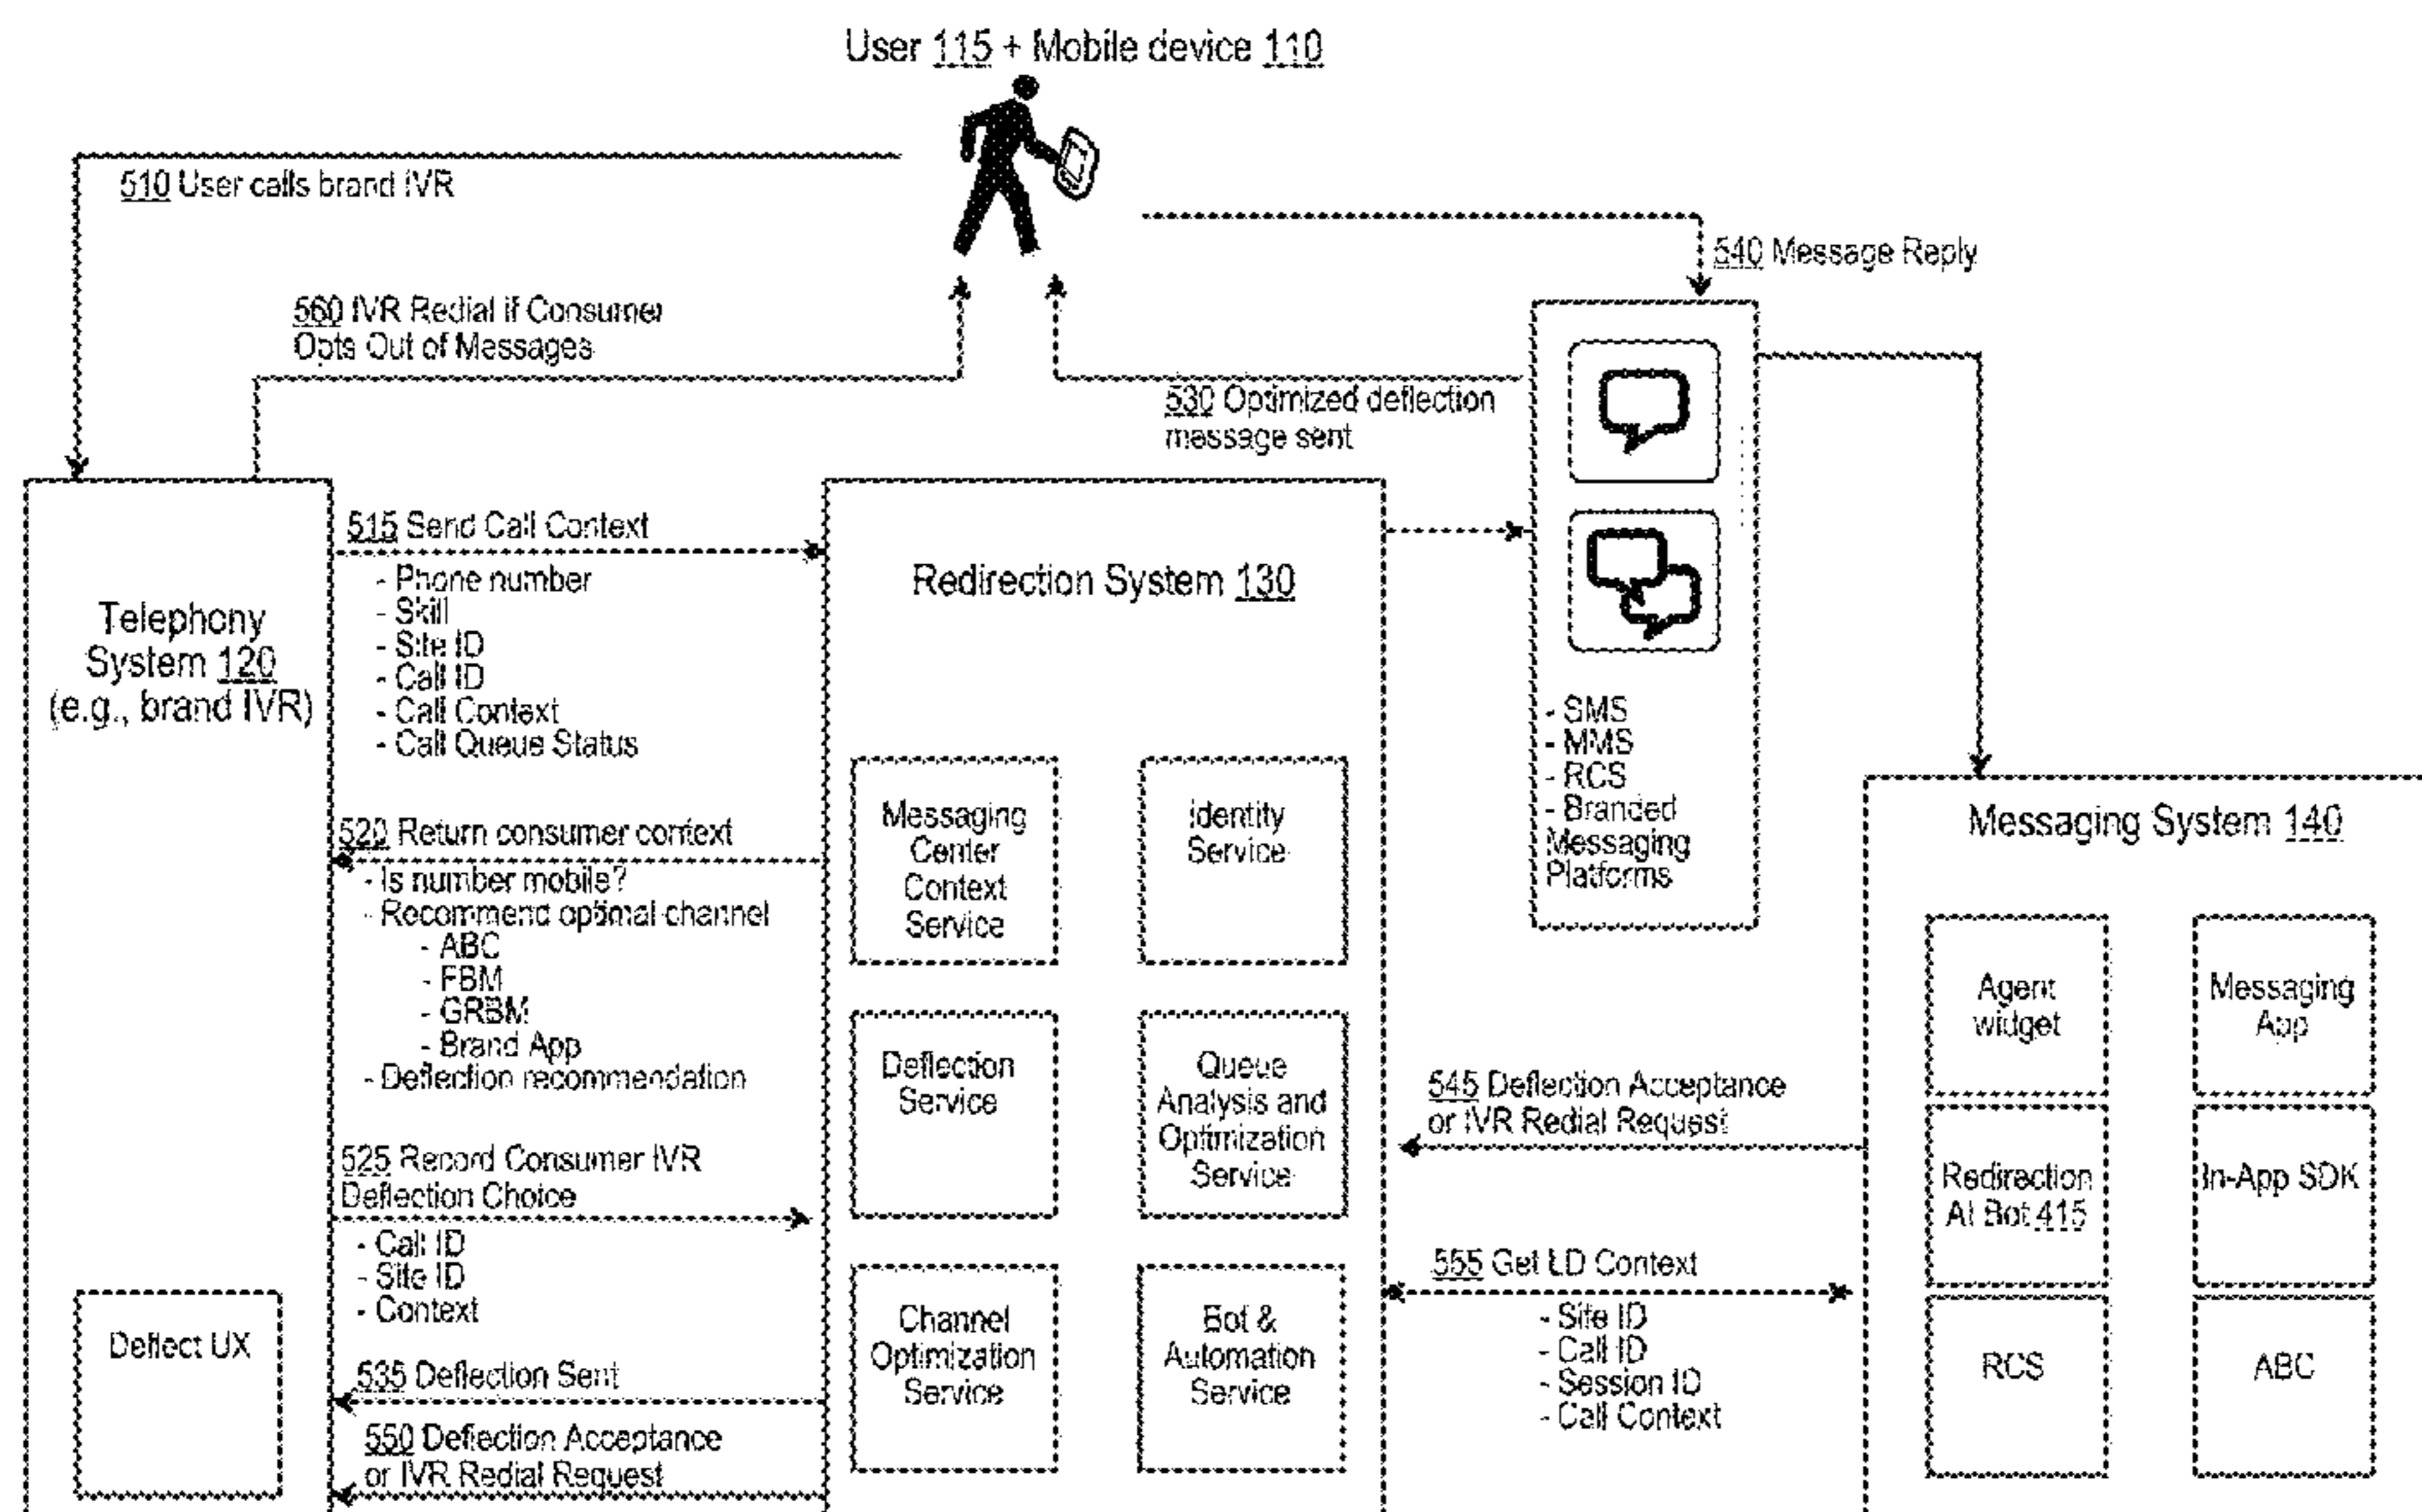 User 115 + Mobile device 110
510 User calls brand IVR
540 Message Reply
560 IVR Redial if Consumer
Opts Out of Messages
530 Optimized deflection
message sent
Telephony
System 120
(e.g., brand IVR)
Deflect UX
515 Send Call Context
- Phone number
- Skill
- Site ID
- Call ID
- Call Context
- Call Queue Status
520 Return consumer context
- Is number mobile?
- Recommend optimal channel
- ABC
- FBM
- GRBM
- Brand App
- Deflection recommendation
525 Record Consumer IVR
Deflection Choice
- Call ID
- Site ID
- Context
535 Deflection Sent
550 Deflection Acceptance
or IVR Redial Request
Redirection System 130
Messaging
Center
Context
Service
Identity
Service
Deflection
Service
Queue
Analysis and
Optimization
Service
Channel
Optimization
Service
Bot &
Automation
Service
- SMS
- MMS
- RCS
- Branded
Messaging
Platforms
545 Deflection Acceptance
or IVR Redial Request
555 Get LD Context
- Site ID
- Call ID
- Session ID
- Call Context
Messaging System 140
Agent
widget
Messaging
App
Redirection
AI Bot 415
In-App SDK
RCS
ABC